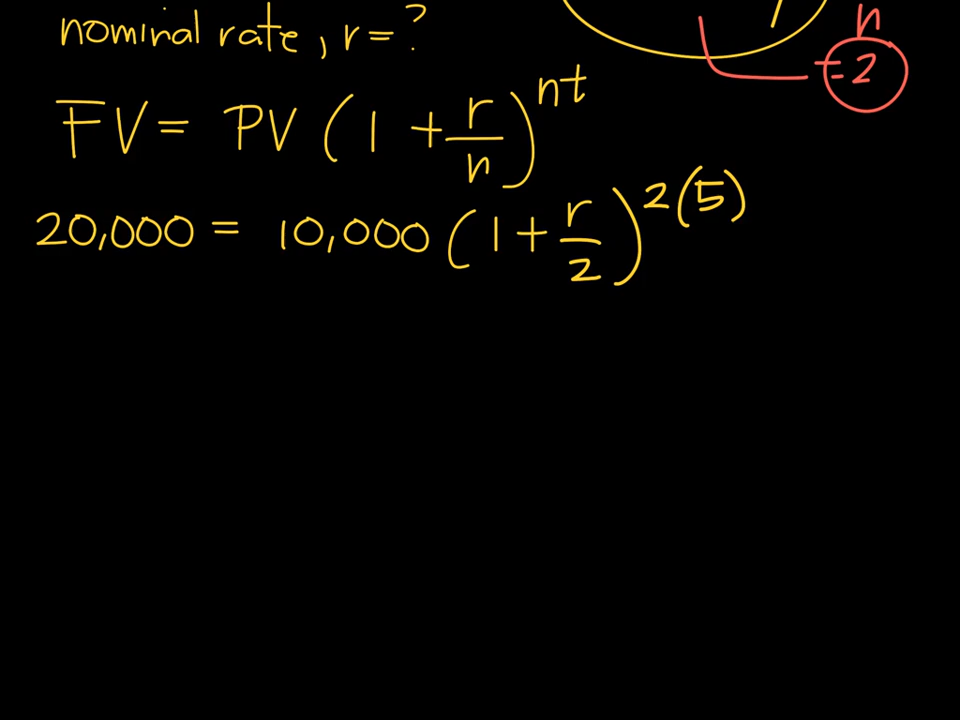 nominal rate, r = ?
n
= 2
FV = PV (1 + r/n)^nt
20,000 = 10,000 (1 + r/2)^2(5)